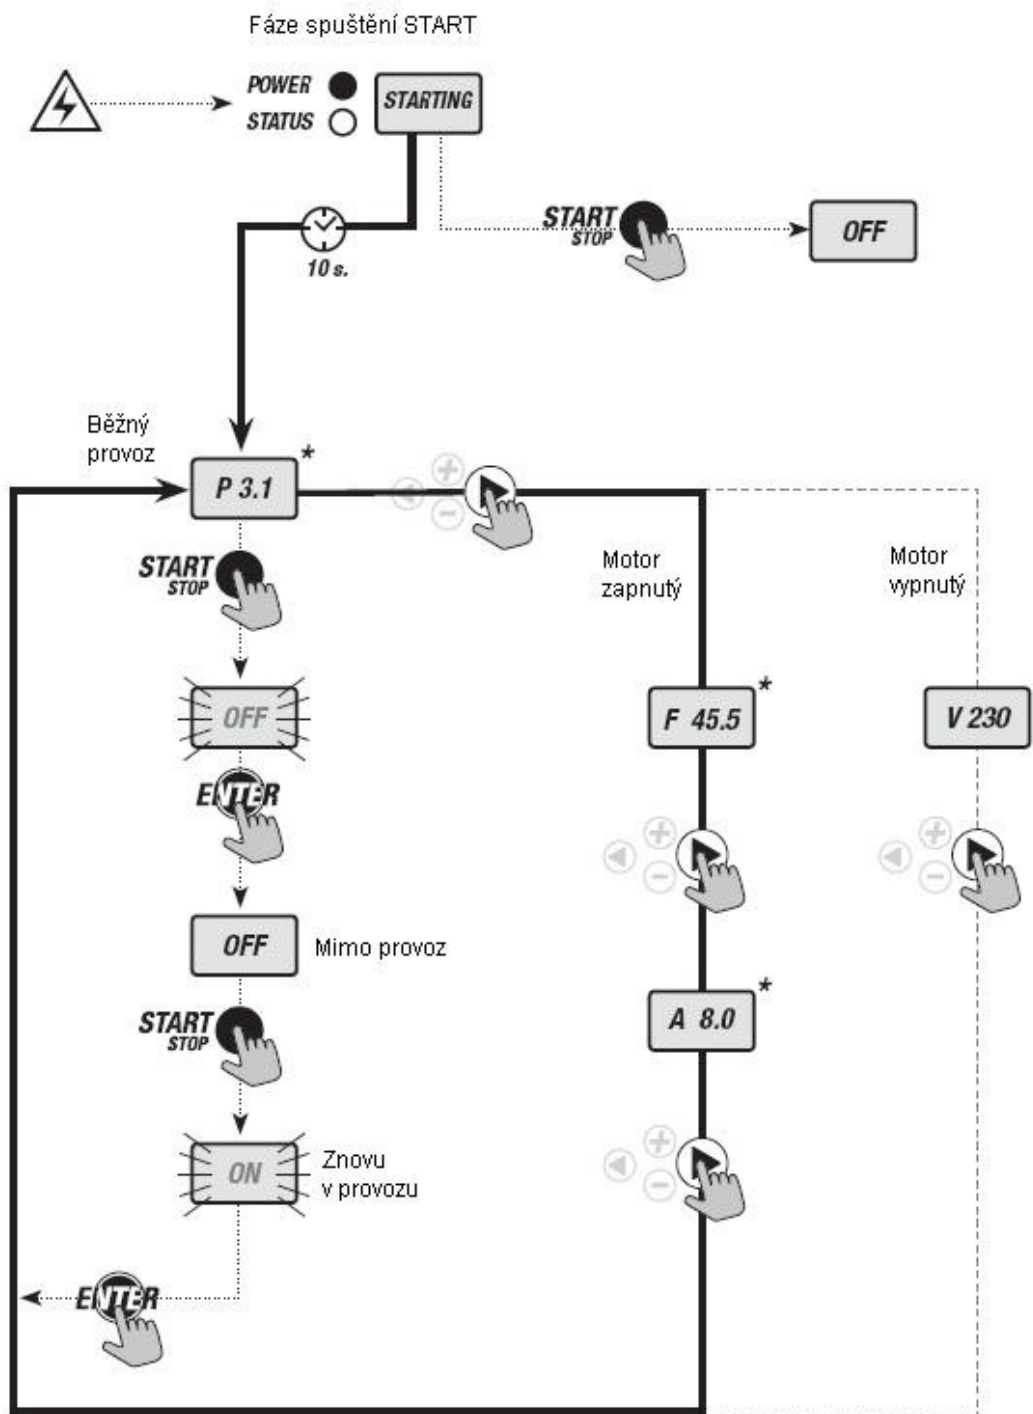 Fáze spuštění START
POWER
STATUS
STARTING
START
STOP
OFF
10 s.
Běžný
provoz
P 3.1 *
START
STOP
Motor
zapnutý
Motor
vypnutý
OFF
F 45.5 *
V 230
ENTER
OFF
Mimo provoz
START
STOP
A 8.0 *
ON
Znovu
v provozu
ENTER